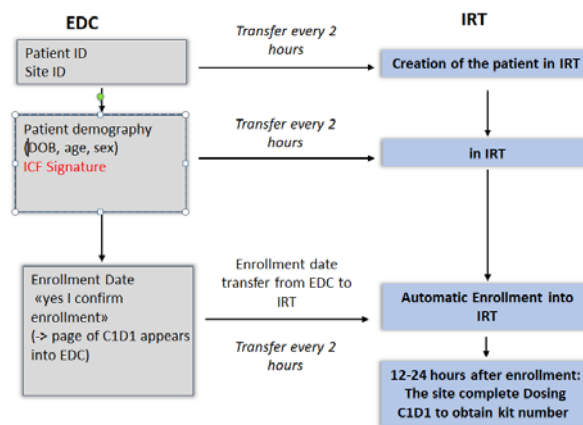 EDC
IRT
Patient ID
Site ID
Transfer every 2
hours
Creation of the patient in IRT
Patient demography
(DOB, age, sex)
ICF Signature
Transfer every 2
hours
in IRT
Enrollment Date
«yes I confirm
enrollment»
(-> page of C1D1 appears
into EDC)
Enrollment date
transfer from EDC to
IRT
Transfer every 2
hours
Automatic Enrollment into
IRT
12-24 hours after enrollment:
The site complete Dosing
C1D1 to obtain kit number